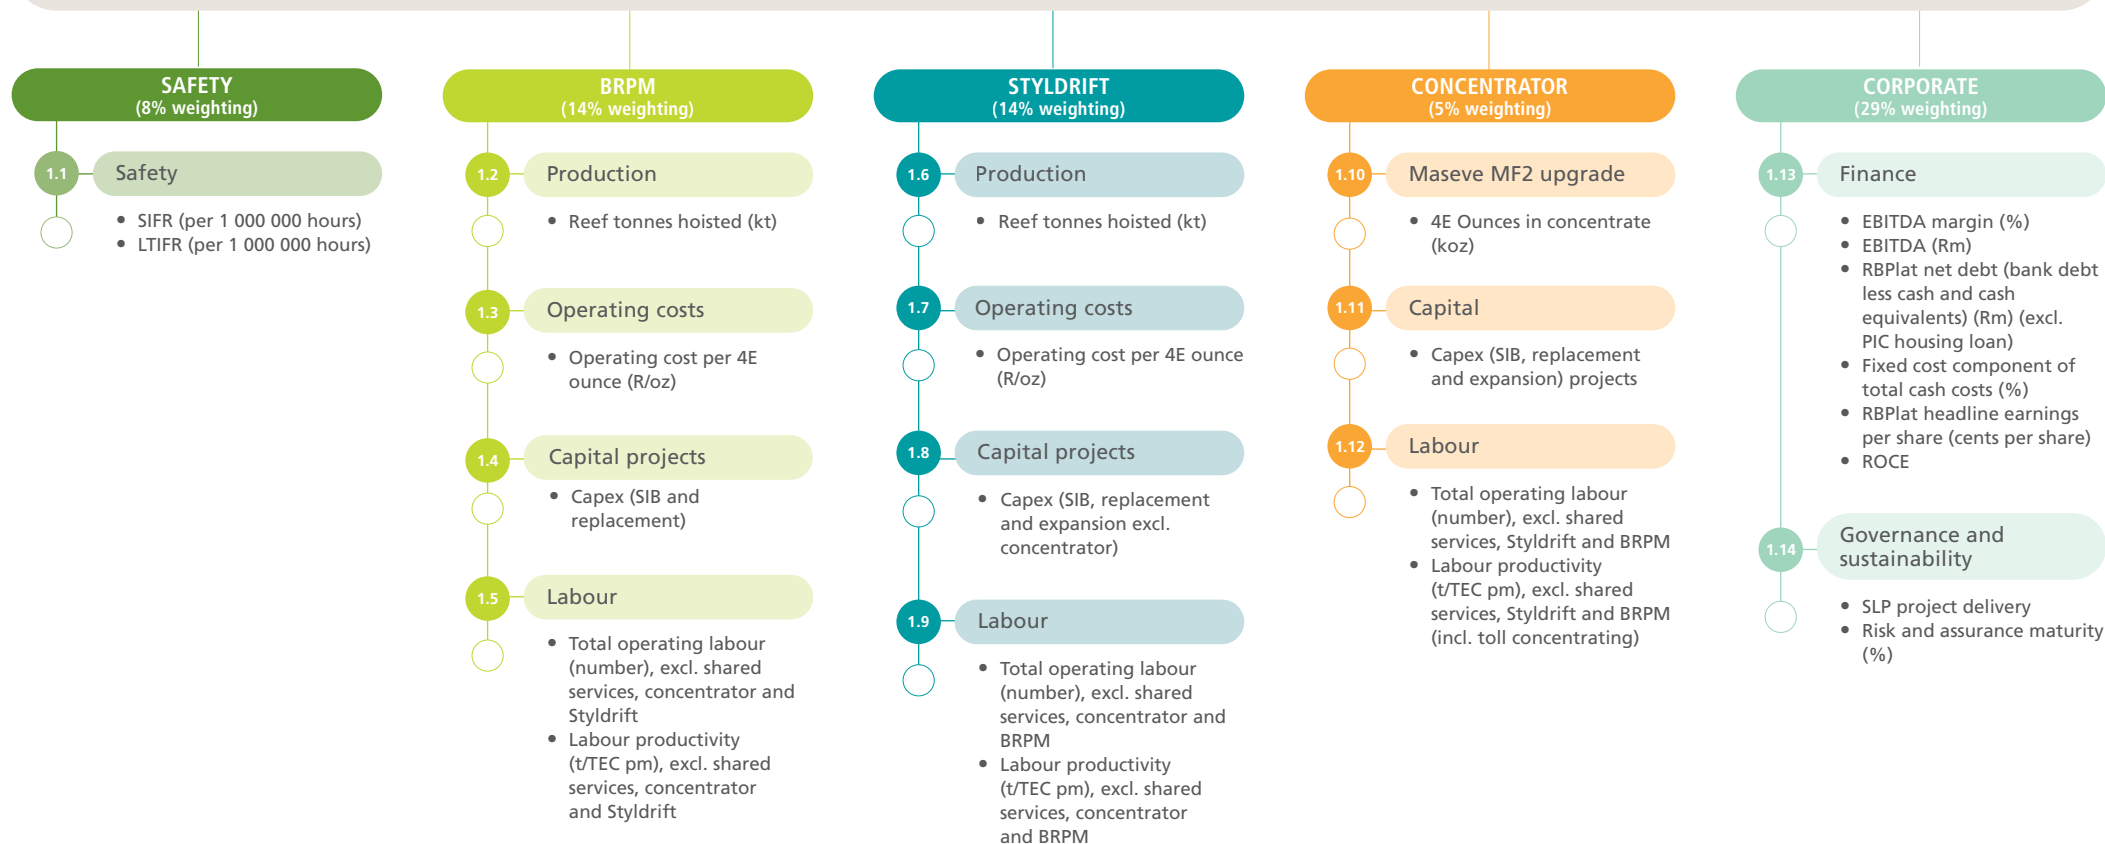 SAFETY
(8% weighting)
1.1
Safety
• SIFR (per 1 000 000 hours)
• LTIFR (per 1 000 000 hours)
BRPM
(14% weighting)
1.2
Production
• Reef tonnes hoisted (kt)
1.3
Operating costs
• Operating cost per 4E
ounce (R/oz)
1.4
Capital projects
• Capex (SIB and
replacement)
1.5
Labour
• Total operating labour
(number), excl. shared
services, concentrator and
Styldrift
• Labour productivity
(t/TEC pm), excl. shared
services, concentrator
and Styldrift
STYLDRIFT
(14% weighting)
1.6
Production
• Reef tonnes hoisted (kt)
1.7
Operating costs
• Operating cost per 4E ounce
(R/oz)
1.8
Capital projects
• Capex (SIB, replacement
and expansion excl.
concentrator)
1.9
Labour
• Total operating labour
(number), excl. shared
services, concentrator and
BRPM
• Labour productivity
(t/TEC pm), excl. shared
services, concentrator
and BRPM
CONCENTRATOR
(5% weighting)
1.10
Maseve MF2 upgrade
• 4E Ounces in concentrate
(koz)
1.11
Capital
• Capex (SIB, replacement
and expansion) projects
1.12
Labour
• Total operating labour
(number), excl. shared
services, Styldrift and BRPM
• Labour productivity
(t/TEC pm), excl. shared
services, Styldrift and BRPM
(incl. toll concentrating)
CORPORATE
(29% weighting)
1.13
Finance
• EBITDA margin (%)
• EBITDA (Rm)
• RBPlat net debt (bank debt
less cash and cash
equivalents) (Rm) (excl.
PIC housing loan)
• Fixed cost component of
total cash costs (%)
• RBPlat headline earnings
per share (cents per share)
• ROCE
1.14
Governance and
sustainability
• SLP project delivery
• Risk and assurance maturity
(%)